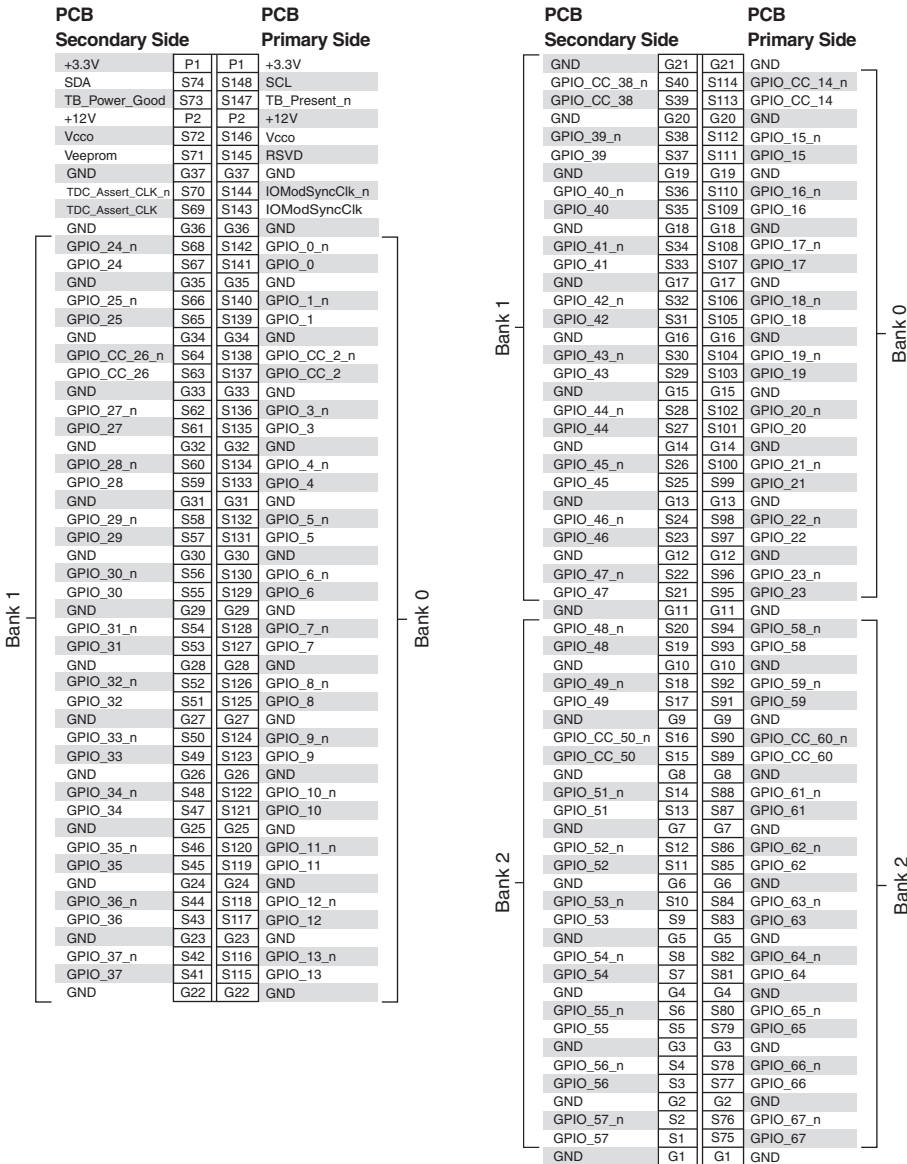 PCB PCB
Secondary Side Primary Side
+3.3V P1 P1 +3.3V
SDA S74 S148 SCL
TB_Power_Good S73 S147 TB_Present_n
+12V P2 P2 +12V
Vcco S72 S146 Vcco
Veeprom S71 S145 RSVD
GND G37 G37 GND
TDC_Assert_CLK_n S70 S144 IOModSyncClk_n
TDC_Assert_CLK S69 S143 IOModSyncClk
GND G36 G36 GND
GPIO_24_n S68 S142 GPIO_0_n
GPIO_24 S67 S141 GPIO_0
GND G35 G35 GND
GPIO_25_n S66 S140 GPIO_1_n
GPIO_25 S65 S139 GPIO_1
GND G34 G34 GND
GPIO_CC_26_n S64 S138 GPIO_CC_2_n
GPIO_CC_26 S63 S137 GPIO_CC_2
GND G33 G33 GND
GPIO_27_n S62 S136 GPIO_3_n
GPIO_27 S61 S135 GPIO_3
GND G32 G32 GND
GPIO_28_n S60 S134 GPIO_4_n
GPIO_28 S59 S133 GPIO_4
GND G31 G31 GND
GPIO_29_n S58 S132 GPIO_5_n
GPIO_29 S57 S131 GPIO_5
GND G30 G30 GND
GPIO_30_n S56 S130 GPIO_6_n
GPIO_30 S55 S129 GPIO_6
GND G29 G29 GND
GPIO_31_n S54 S128 GPIO_7_n
GPIO_31 S53 S127 GPIO_7
GND G28 G28 GND
GPIO_32_n S52 S126 GPIO_8_n
GPIO_32 S51 S125 GPIO_8
GND G27 G27 GND
GPIO_33_n S50 S124 GPIO_9_n
GPIO_33 S49 S123 GPIO_9
GND G26 G26 GND
GPIO_34_n S48 S122 GPIO_10_n
GPIO_34 S47 S121 GPIO_10
GND G25 G25 GND
GPIO_35_n S46 S120 GPIO_11_n
GPIO_35 S45 S119 GPIO_11
GND G24 G24 GND
GPIO_36_n S44 S118 GPIO_12_n
GPIO_36 S43 S117 GPIO_12
GND G23 G23 GND
GPIO_37_n S42 S116 GPIO_13_n
GPIO_37 S41 S115 GPIO_13
GND G22 G22 GND
Bank 1
Bank 0
PCB PCB
Secondary Side Primary Side
GND G21 G21 GND
GPIO_CC_38_n S40 S114 GPIO_CC_14_n
GPIO_CC_38 S39 S113 GPIO_CC_14
GND G20 G20 GND
GPIO_39_n S38 S112 GPIO_15_n
GPIO_39 S37 S111 GPIO_15
GND G19 G19 GND
GPIO_40_n S36 S110 GPIO_16_n
GPIO_40 S35 S109 GPIO_16
GND G18 G18 GND
GPIO_41_n S34 S108 GPIO_17_n
GPIO_41 S33 S107 GPIO_17
GND G17 G17 GND
GPIO_42_n S32 S106 GPIO_18_n
GPIO_42 S31 S105 GPIO_18
GND G16 G16 GND
GPIO_43_n S30 S104 GPIO_19_n
GPIO_43 S29 S103 GPIO_19
GND G15 G15 GND
GPIO_44_n S28 S102 GPIO_20_n
GPIO_44 S27 S101 GPIO_20
GND G14 G14 GND
GPIO_45_n S26 S100 GPIO_21_n
GPIO_45 S25 S99 GPIO_21
GND G13 G13 GND
GPIO_46_n S24 S98 GPIO_22_n
GPIO_46 S23 S97 GPIO_22
GND G12 G12 GND
GPIO_47_n S22 S96 GPIO_23_n
GPIO_47 S21 S95 GPIO_23
GND G11 G11 GND
GPIO_48_n S20 S94 GPIO_58_n
GPIO_48 S19 S93 GPIO_58
GND G10 G10 GND
GPIO_49_n S18 S92 GPIO_59_n
GPIO_49 S17 S91 GPIO_59
GND G9 G9 GND
GPIO_CC_50_n S16 S90 GPIO_CC_60_n
GPIO_CC_50 S15 S89 GPIO_CC_60
GND G8 G8 GND
GPIO_51_n S14 S88 GPIO_61_n
GPIO_51 S13 S87 GPIO_61
GND G7 G7 GND
GPIO_52_n S12 S86 GPIO_62_n
GPIO_52 S11 S85 GPIO_62
GND G6 G6 GND
GPIO_53_n S10 S84 GPIO_63_n
GPIO_53 S9 S83 GPIO_63
GND G5 G5 GND
GPIO_54_n S8 S82 GPIO_64_n
GPIO_54 S7 S81 GPIO_64
GND G4 G4 GND
GPIO_55_n S6 S80 GPIO_65_n
GPIO_55 S5 S79 GPIO_65
GND G3 G3 GND
GPIO_56_n S4 S78 GPIO_66_n
GPIO_56 S3 S77 GPIO_66
GND G2 G2 GND
GPIO_57_n S2 S76 GPIO_67_n
GPIO_57 S1 S75 GPIO_67
GND G1 G1 GND
Bank 1
Bank 0
Bank 2
Bank 2